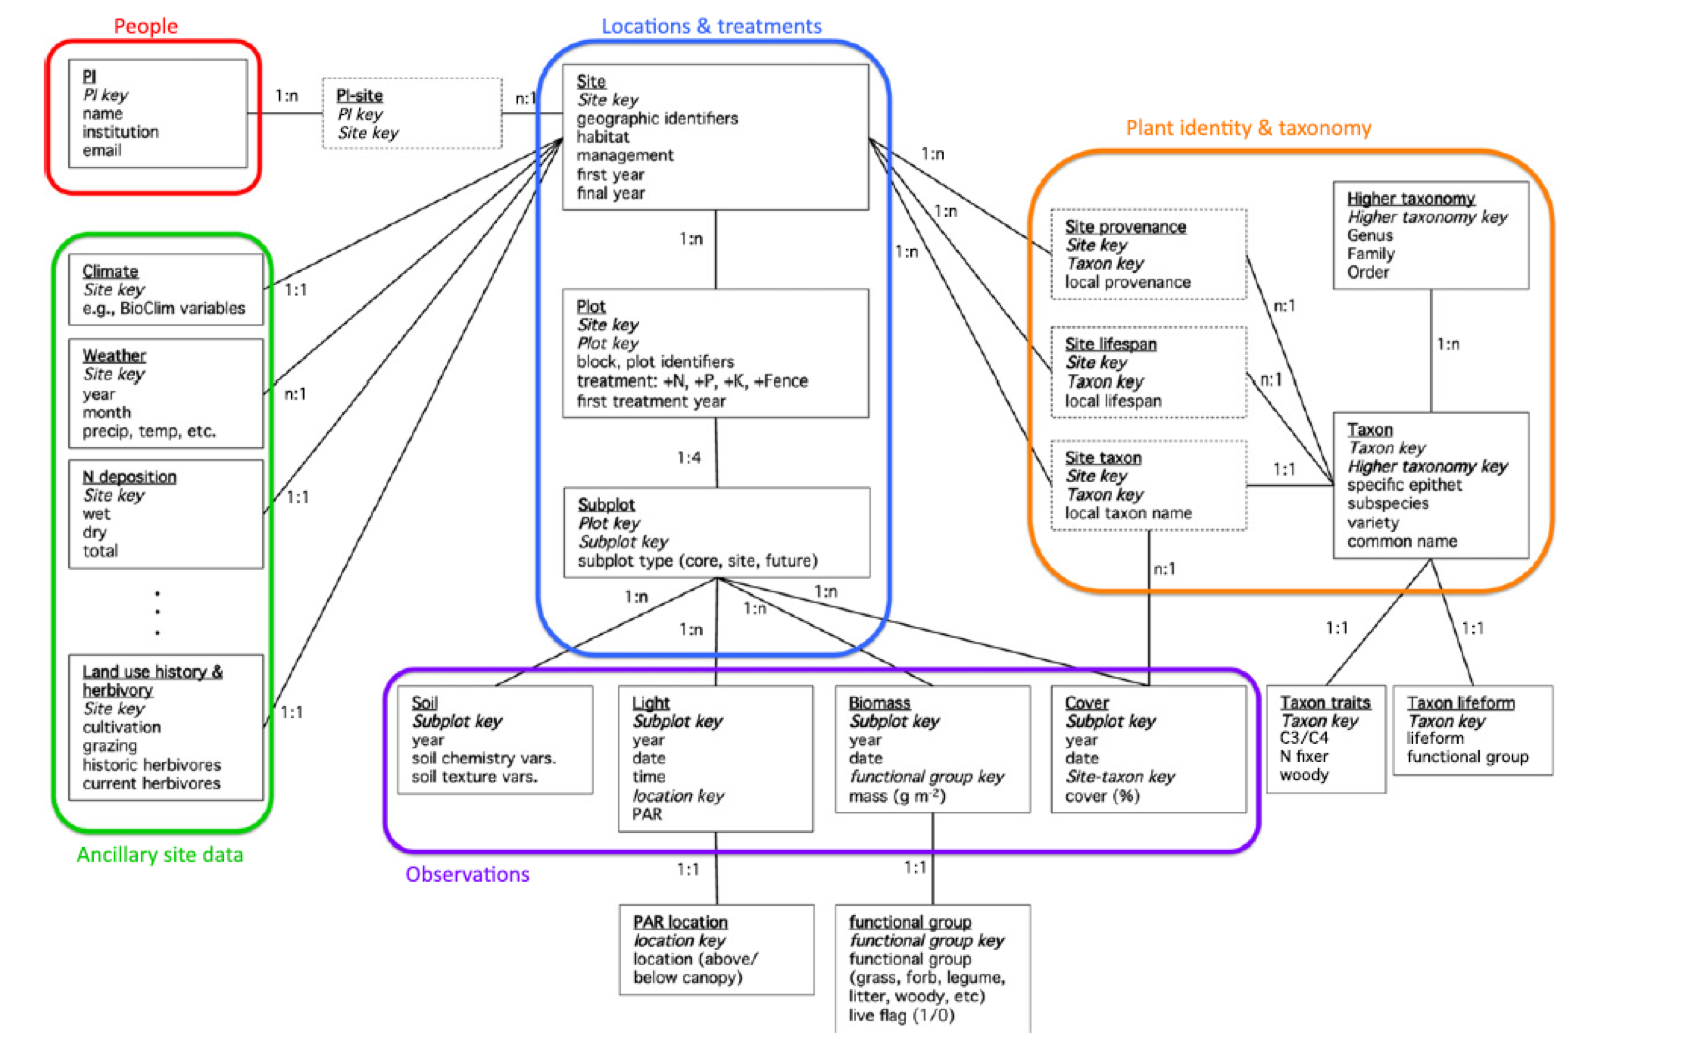 People
PI
PI key
name
institution
email
1:n
PI-site
PI key
Site key
n:1
Locations & treatments
Site
Site key
geographic identifiers
habitat
management
first year
final year
1:n
Plot
Site key
Plot key
block, plot identifiers
treatment: +N, +P, +K, +Fence
first treatment year
1:4
Subplot
Plot key
Subplot key
subplot type (core, site, future)
1:n
1:n
1:n
1:n
Climate
Site key
e.g., BioClim variables
1:1
Weather
Site key
year
month
precip, temp, etc.
n:1
N deposition
Site key
wet
dry
total
1:1
Land use history &
herbivory
Site key
cultivation
grazing
historic herbivores
current herbivores
1:1
Ancillary site data
Plant identity & taxonomy
1:n
1:n
1:n
Site provenance
Site key
Taxon key
local provenance
n:1
Site lifespan
Site key
Taxon key
local lifespan
n:1
Site taxon
Site key
Taxon key
local taxon name
1:1
n:1
Higher taxonomy
Higher taxonomy key
Genus
Family
Order
1:n
Taxon
Taxon key
Higher taxonomy key
specific epithet
subspecies
variety
common name
1:1
1:1
Taxon traits
Taxon key
C3/C4
N fixer
woody
Taxon lifeform
Taxon key
lifeform
functional group
Soil
Subplot key
year
soil chemistry vars.
soil texture vars.
Light
Subplot key
year
date
time
location key
PAR
Biomass
Subplot key
year
date
functional group key
mass (g m-2)
Cover
Subplot key
year
date
Site-taxon key
cover (%)
Observations
1:1
1:1
PAR location
location key
location (above/
below canopy)
functional group
functional group key
functional group
(grass, forb, legume,
litter, woody, etc)
live flag (1/0)